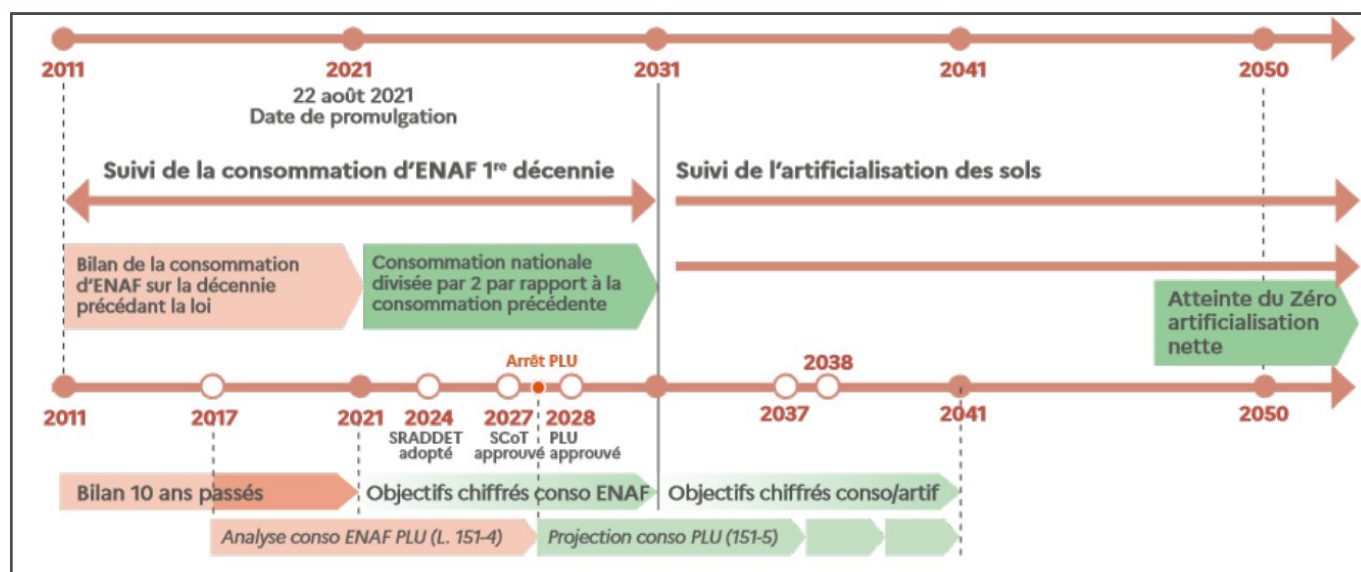 2011 2021 2031 2041 2050
22 août 2021
Date de promulgation
Suivi de la consommation d'ENAF 1re décennie
Suivi de l'artificialisation des sols
Bilan de la consommation
d'ENAF sur la décennie
précédant la loi
Consommation nationale
divisée par 2 par rapport à la
consommation précédente
Atteinte du Zéro
artificialisation
nette
Arrêt PLU
2038
2011 2017 2021 2024 2027 2028 2037 2041 2050
SRADDET
adopté
SCoT
approuvé
PLU
approuvé
Bilan 10 ans passés
Objectifs chiffrés conso ENAF
Objectifs chiffrés conso/artif
Analyse conso ENAF PLU (L. 151-4)
Projection conso PLU (151-5)